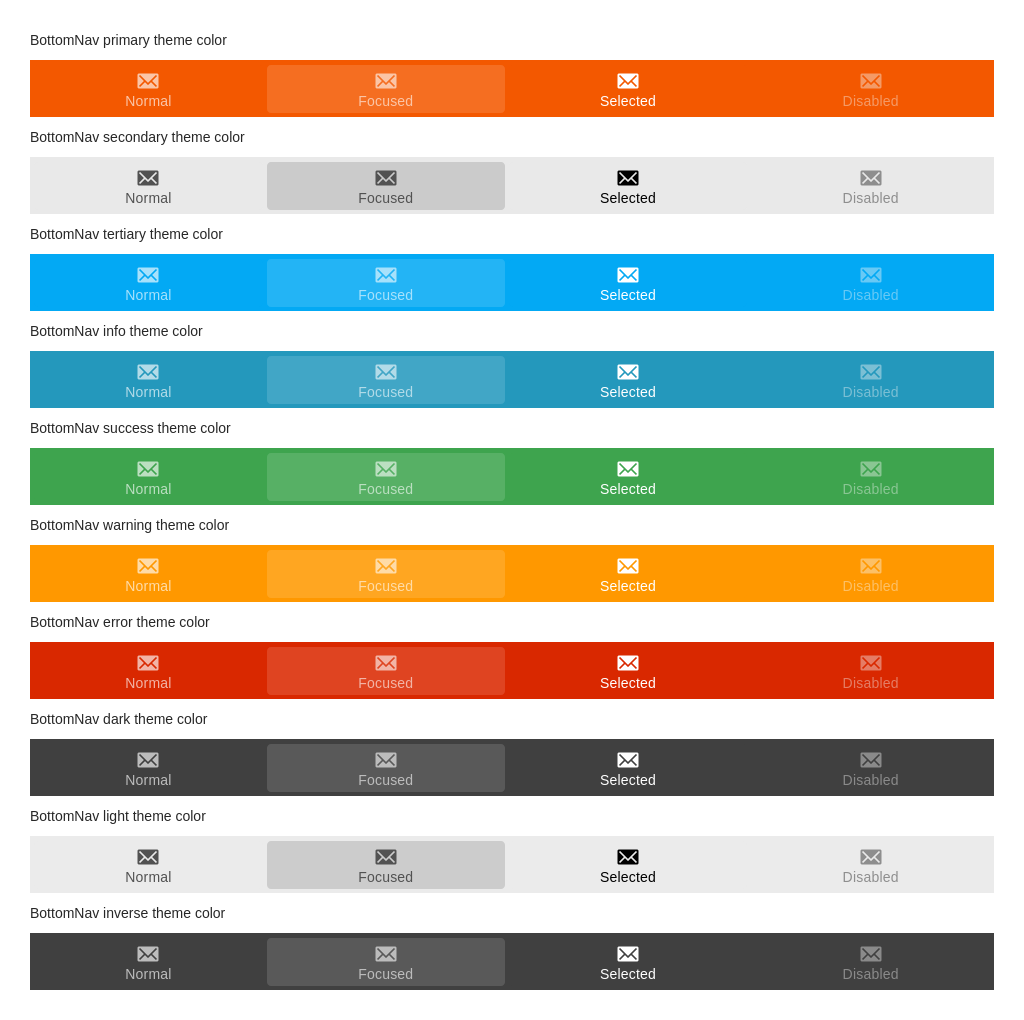 BottomNav primary theme color
Normal Focused Selected Disabled
BottomNav secondary theme color
Normal Focused Selected Disabled
BottomNav tertiary theme color
Normal Focused Selected Disabled
BottomNav info theme color
Normal Focused Selected Disabled
BottomNav success theme color
Normal Focused Selected Disabled
BottomNav warning theme color
Normal Focused Selected Disabled
BottomNav error theme color
Normal Focused Selected Disabled
BottomNav dark theme color
Normal Focused Selected Disabled
BottomNav light theme color
Normal Focused Selected Disabled
BottomNav inverse theme color
Normal Focused Selected Disabled